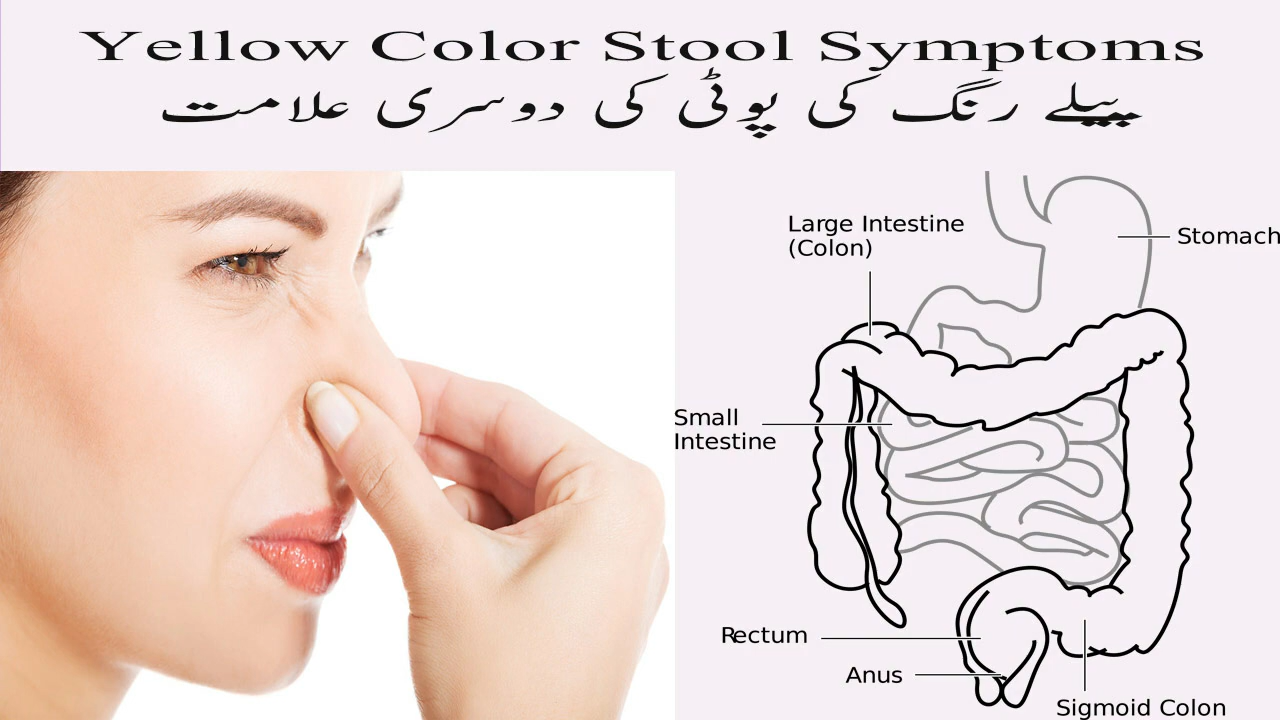 Yellow Color Stool Symptoms
پیلے رنگ کی پوٹی کی دوسری علامت
Large Intestine
(Colon)
Stomach
Small
Intestine
Rectum
Anus
Sigmoid Colon